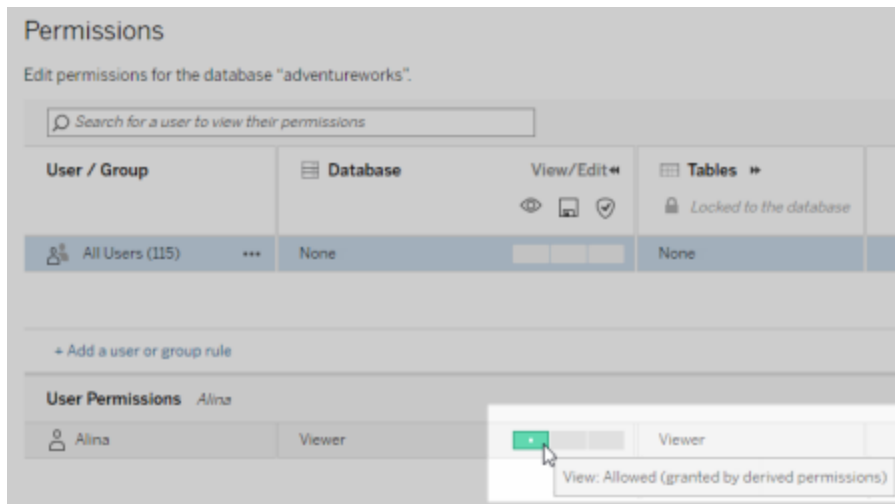 Permissions
Edit permissions for the database "adventureworks".
Search for a user to view their permissions
User / Group Database View/Edit Tables
Locked to the database
All Users (115) ••• None None
+ Add a user or group rule
User Permissions Alina
Alina Viewer Viewer
View: Allowed (granted by derived permissions)